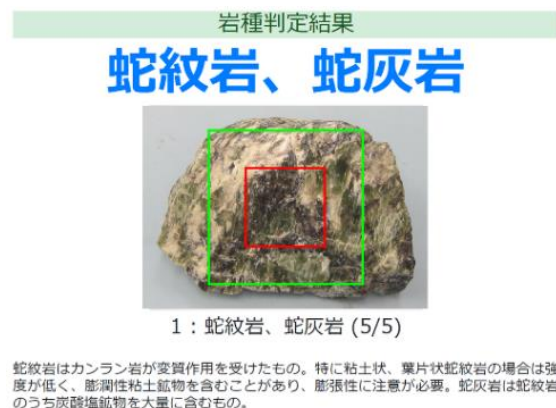 岩種判定結果
蛇紋岩、蛇灰岩
1：蛇紋岩、蛇灰岩 (5/5)
蛇紋岩はカンラン岩が変質作用を受けたもの。特に粘土状、葉片状蛇紋岩の場合は強
度が低く、膨潤性粘土鉱物を含むことがあり、膨張性に注意が必要。蛇灰岩は蛇紋岩
のうち炭酸塩鉱物を大量に含むもの。